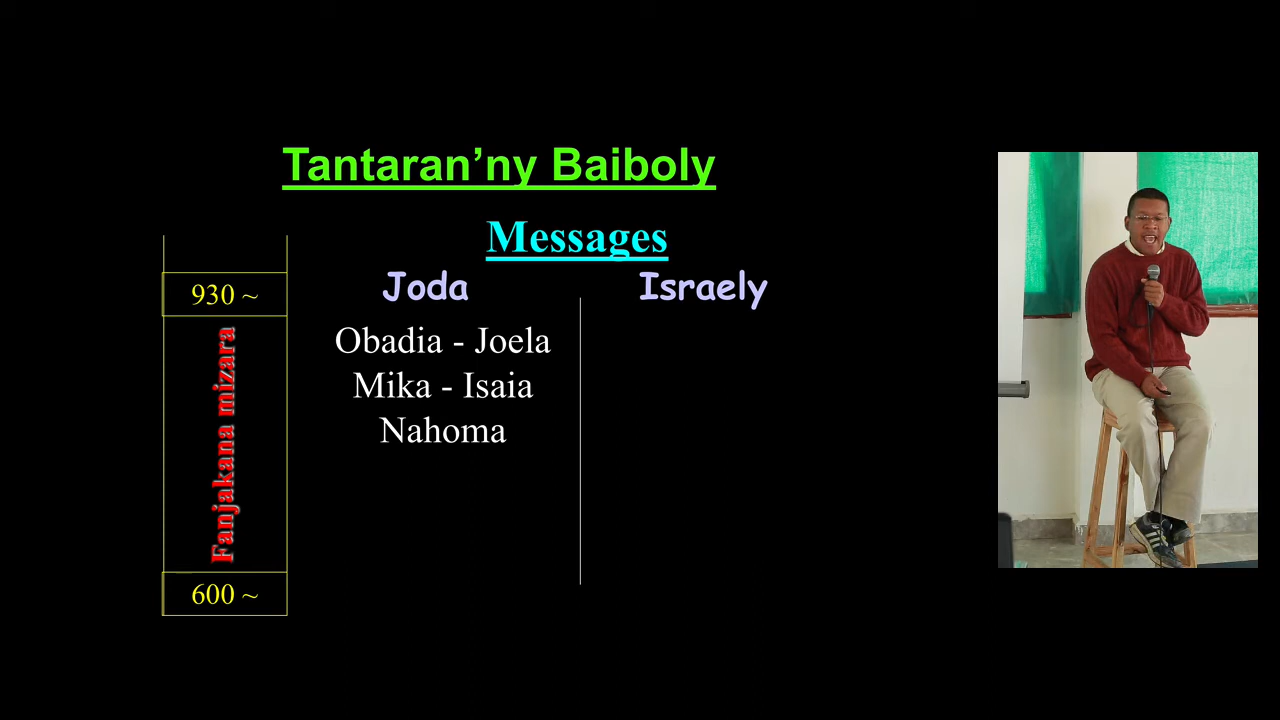 Tantaran’ny Baiboly
Messages
Joda
Israely
930 ~
Fanjakana mizara
600 ~
Obadia - Joela
Mika - Isaia
Nahoma